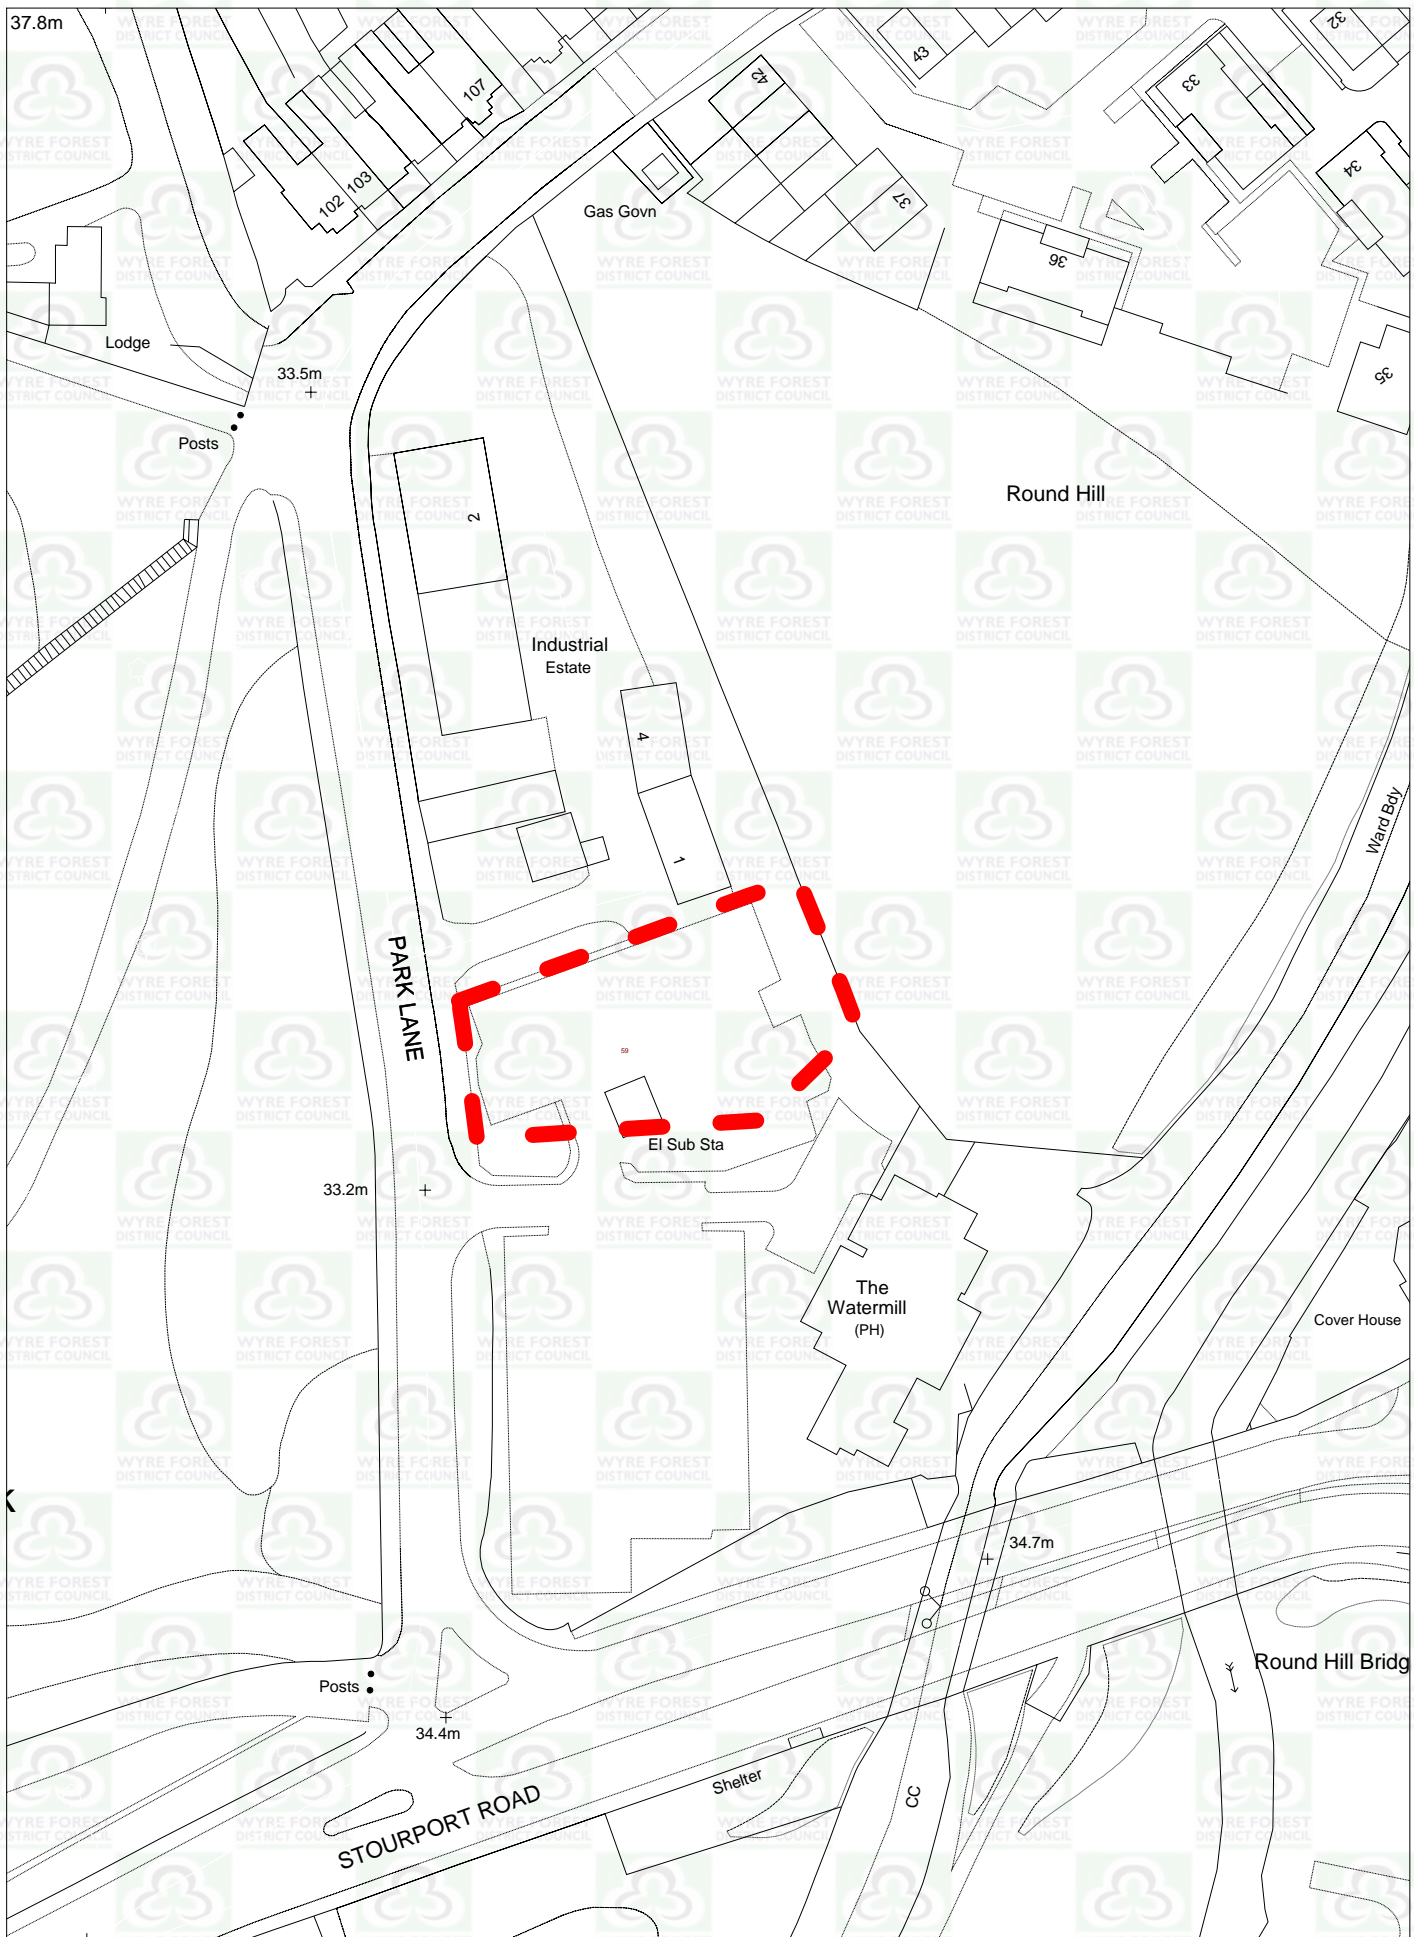 37.8m
107
103
102
42
43
37
36
33
32
34
35
Gas Govn
Lodge
33.5m
Posts
Round Hill
2
Industrial
Estate
4
1
PARK LANE
59
El Sub Sta
33.2m
Ward Bdy
The
Watermill
(PH)
Cover House
K
34.7m
Round Hill Bridg
Posts
34.4m
Shelter
STOURPORT ROAD
CC
WYRE FOREST
DISTRICT COUNCIL